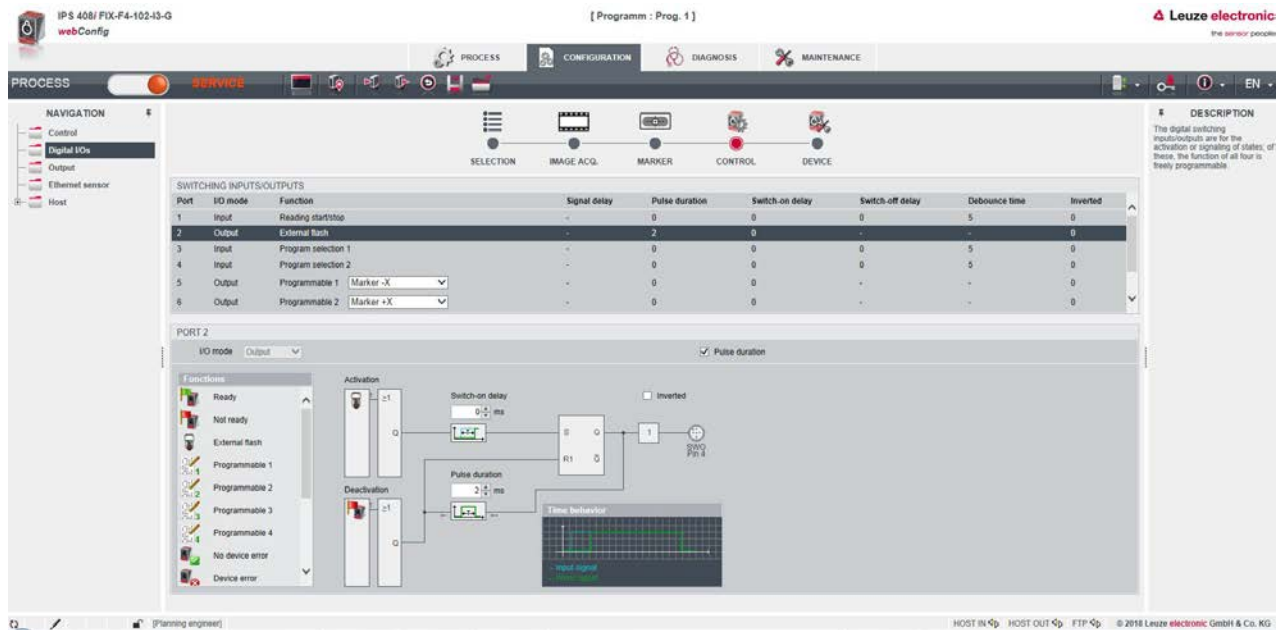 IPS 408/ FIX-F4-102-I3-G
webConfig
[ Programm : Prog. 1 ]
Leuze electronic
the sensor people
PROCESS
CONFIGURATION
DIAGNOSIS
MAINTENANCE
PROCESS
SERVICE
EN
NAVIGATION
Control
Digital I/Os
Output
Ethernet sensor
Host
SELECTION
IMAGE ACQ.
MARKER
CONTROL
DEVICE
DESCRIPTION
The digital switching
inputs/outputs are for the
activation or signaling of states; of
these, the function of all four is
freely programmable.
SWITCHING INPUTS/OUTPUTS
Port I/O mode Function Signal delay Pulse duration Switch-on delay Switch-off delay Debounce time Inverted
1 Input Reading start/stop - 0 0 0 5 0
2 Output External flash - 2 0 - - 0
3 Input Program selection 1 - 0 0 0 5 0
4 Input Program selection 2 - 0 0 0 5 0
5 Output Programmable 1 Marker -X - 0 0 - - 0
6 Output Programmable 2 Marker +X - 0 0 - - 0
PORT 2
I/O mode Output
Pulse duration
Functions
Ready
Not ready
External flash
Programmable 1
Programmable 2
Programmable 3
Programmable 4
No device error
Device error
Activation
≥1
Q
Switch-on delay
0 ms
Inverted
S Q
R1 Q̅
1
SWO
Pin 4
Deactivation
≥1
Q
Pulse duration
2 ms
Time behavior
- Input signal
[Planning engineer]
HOST IN
HOST OUT
FTP
© 2018 Leuze electronic GmbH & Co. KG